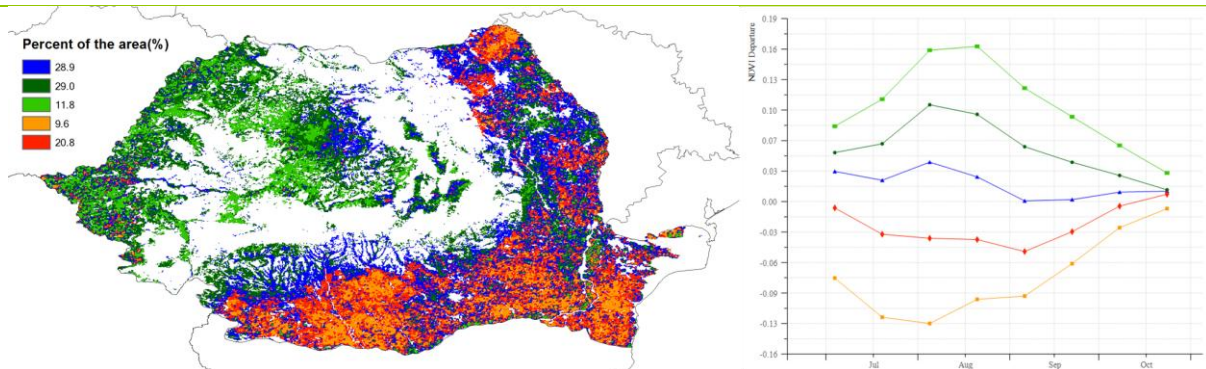 Percent of the area(%)
28.9
29.0
11.8
9.6
20.8
NDVI Departure
0.19
0.16
0.13
0.10
0.07
0.03
0.00
-0.03
-0.06
-0.09
-0.13
-0.16
Jul
Aug
Sep
Oct